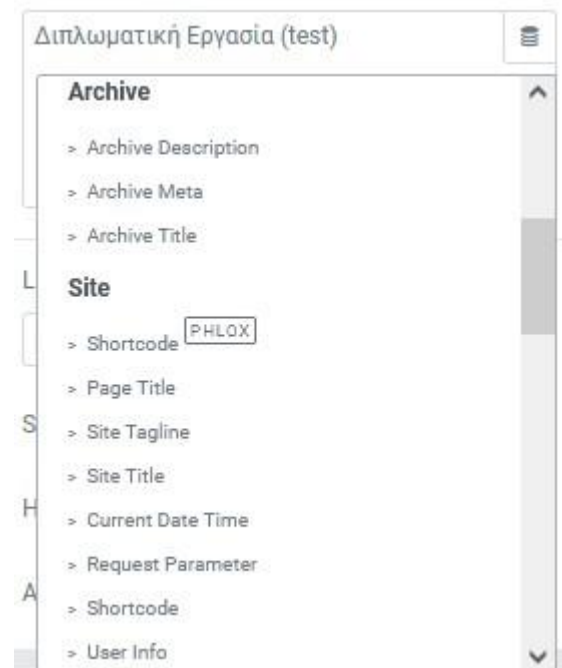 Διπλωματική Εργασία (test)
Archive
> Archive Description
> Archive Meta
> Archive Title
L
Site
> Shortcode PHLOX
> Page Title
S
> Site Tagline
> Site Title
H
> Current Date Time
> Request Parameter
A
> Shortcode
> User Info